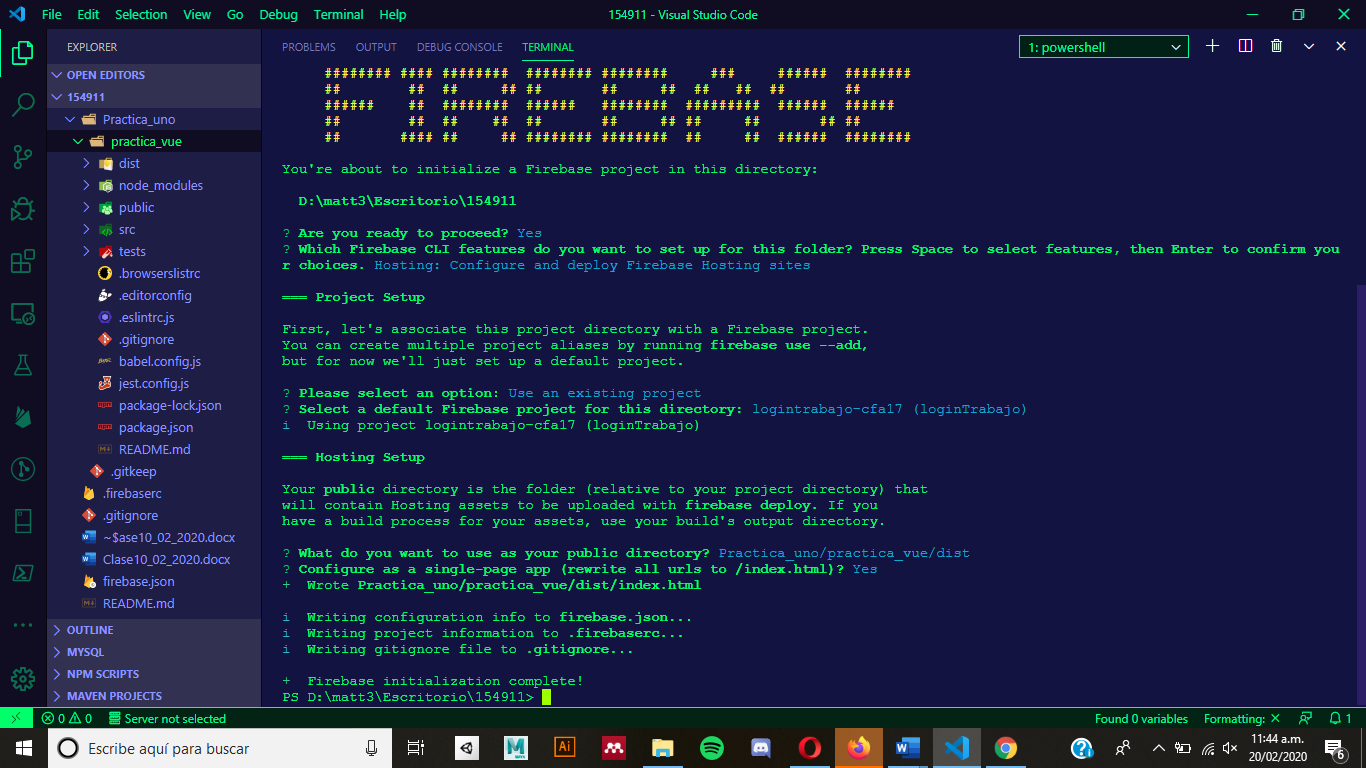 File Edit Selection View Go Debug Terminal Help
154911 - Visual Studio Code
EXPLORER
OPEN EDITORS
154911
Practica_uno
practica_vue
dist
node_modules
public
src
tests
.browserslistrc
.editorconfig
.eslintrc.js
.gitignore
babel.config.js
jest.config.js
package-lock.json
package.json
README.md
.gitkeep
.firebaserc
.gitignore
~$ase10_02_2020.docx
Clase10_02_2020.docx
firebase.json
README.md
OUTLINE
MYSQL
NPM SCRIPTS
MAVEN PROJECTS
PROBLEMS OUTPUT DEBUG CONSOLE TERMINAL
1: powershell
FIREBASE
You're about to initialize a Firebase project in this directory:
D:\matt3\Escritorio\154911
? Are you ready to proceed? Yes
? Which Firebase CLI features do you want to set up for this folder? Press Space to select features, then Enter to confirm you
r choices. Hosting: Configure and deploy Firebase Hosting sites
=== Project Setup
First, let's associate this project directory with a Firebase project.
You can create multiple project aliases by running firebase use --add,
but for now we'll just set up a default project.
? Please select an option: Use an existing project
? Select a default Firebase project for this directory: logintrabajo-cfa17 (loginTrabajo)
i Using project logintrabajo-cfa17 (loginTrabajo)
=== Hosting Setup
Your public directory is the folder (relative to your project directory) that
will contain Hosting assets to be uploaded with firebase deploy. If you
have a build process for your assets, use your build's output directory.
? What do you want to use as your public directory? Practica_uno/practica_vue/dist
? Configure as a single-page app (rewrite all urls to /index.html)? Yes
+ Wrote Practica_uno/practica_vue/dist/index.html
i Writing configuration info to firebase.json...
i Writing project information to .firebaserc...
i Writing gitignore file to .gitignore...
+ Firebase initialization complete!
PS D:\matt3\Escritorio\154911>
0 0 Server not selected
Found 0 variables Formatting: × 1
Escribe aquí para buscar
11:44 a.m.
20/02/2020
6